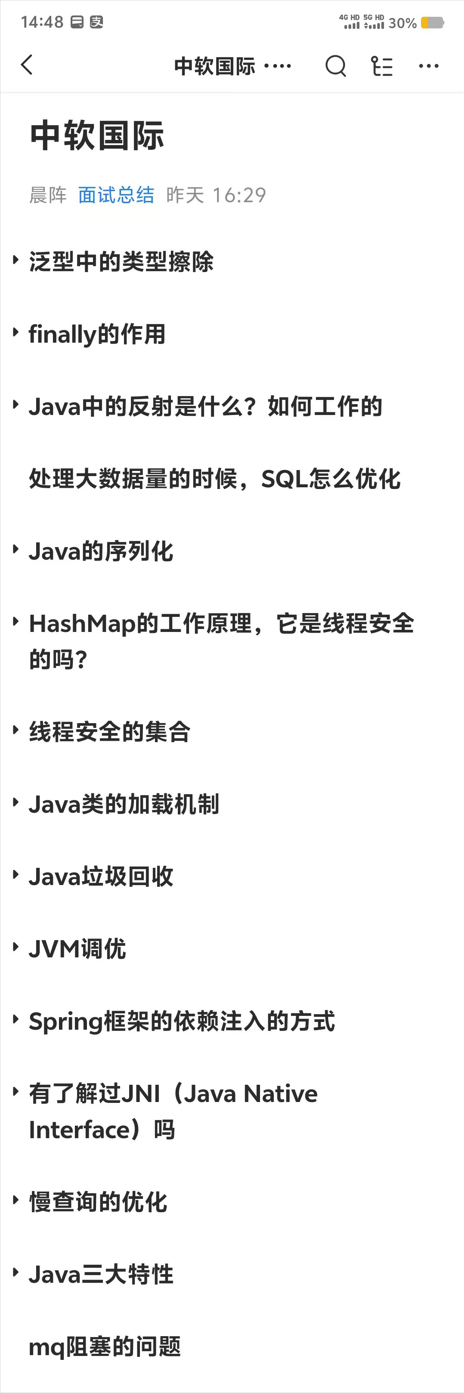 14:48 4G HD 5G HD 30%
中软国际 ····
中软国际
晨阵 面试总结 昨天 16:29
泛型中的类型擦除
finally的作用
Java中的反射是什么？如何工作的
处理大数据量的时候，SQL怎么优化
Java的序列化
HashMap的工作原理，它是线程安全
的吗？
线程安全的集合
Java类的加载机制
Java垃圾回收
JVM调优
Spring框架的依赖注入的方式
有了解过JNI（Java Native
Interface）吗
慢查询的优化
Java三大特性
mq阻塞的问题